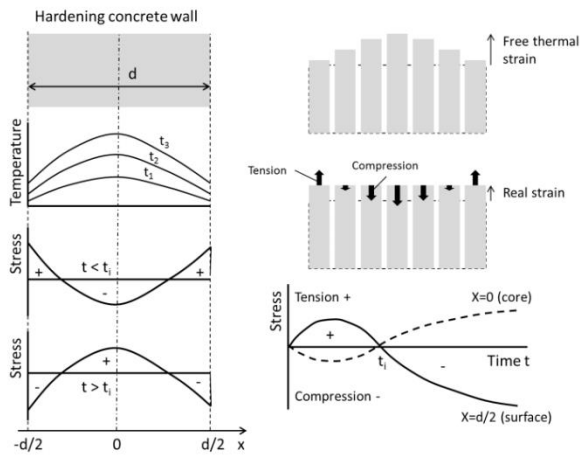 Hardening concrete wall
d
Temperature
t3
t2
t1
Stress
+
t < ti
+
-
Stress
+
-
t > ti
-
-d/2
0
d/2
x
Free thermal
strain
Tension
Compression
Real strain
Stress
Tension +
X=0 (core)
+
-
ti
Time t
Compression -
X=d/2 (surface)